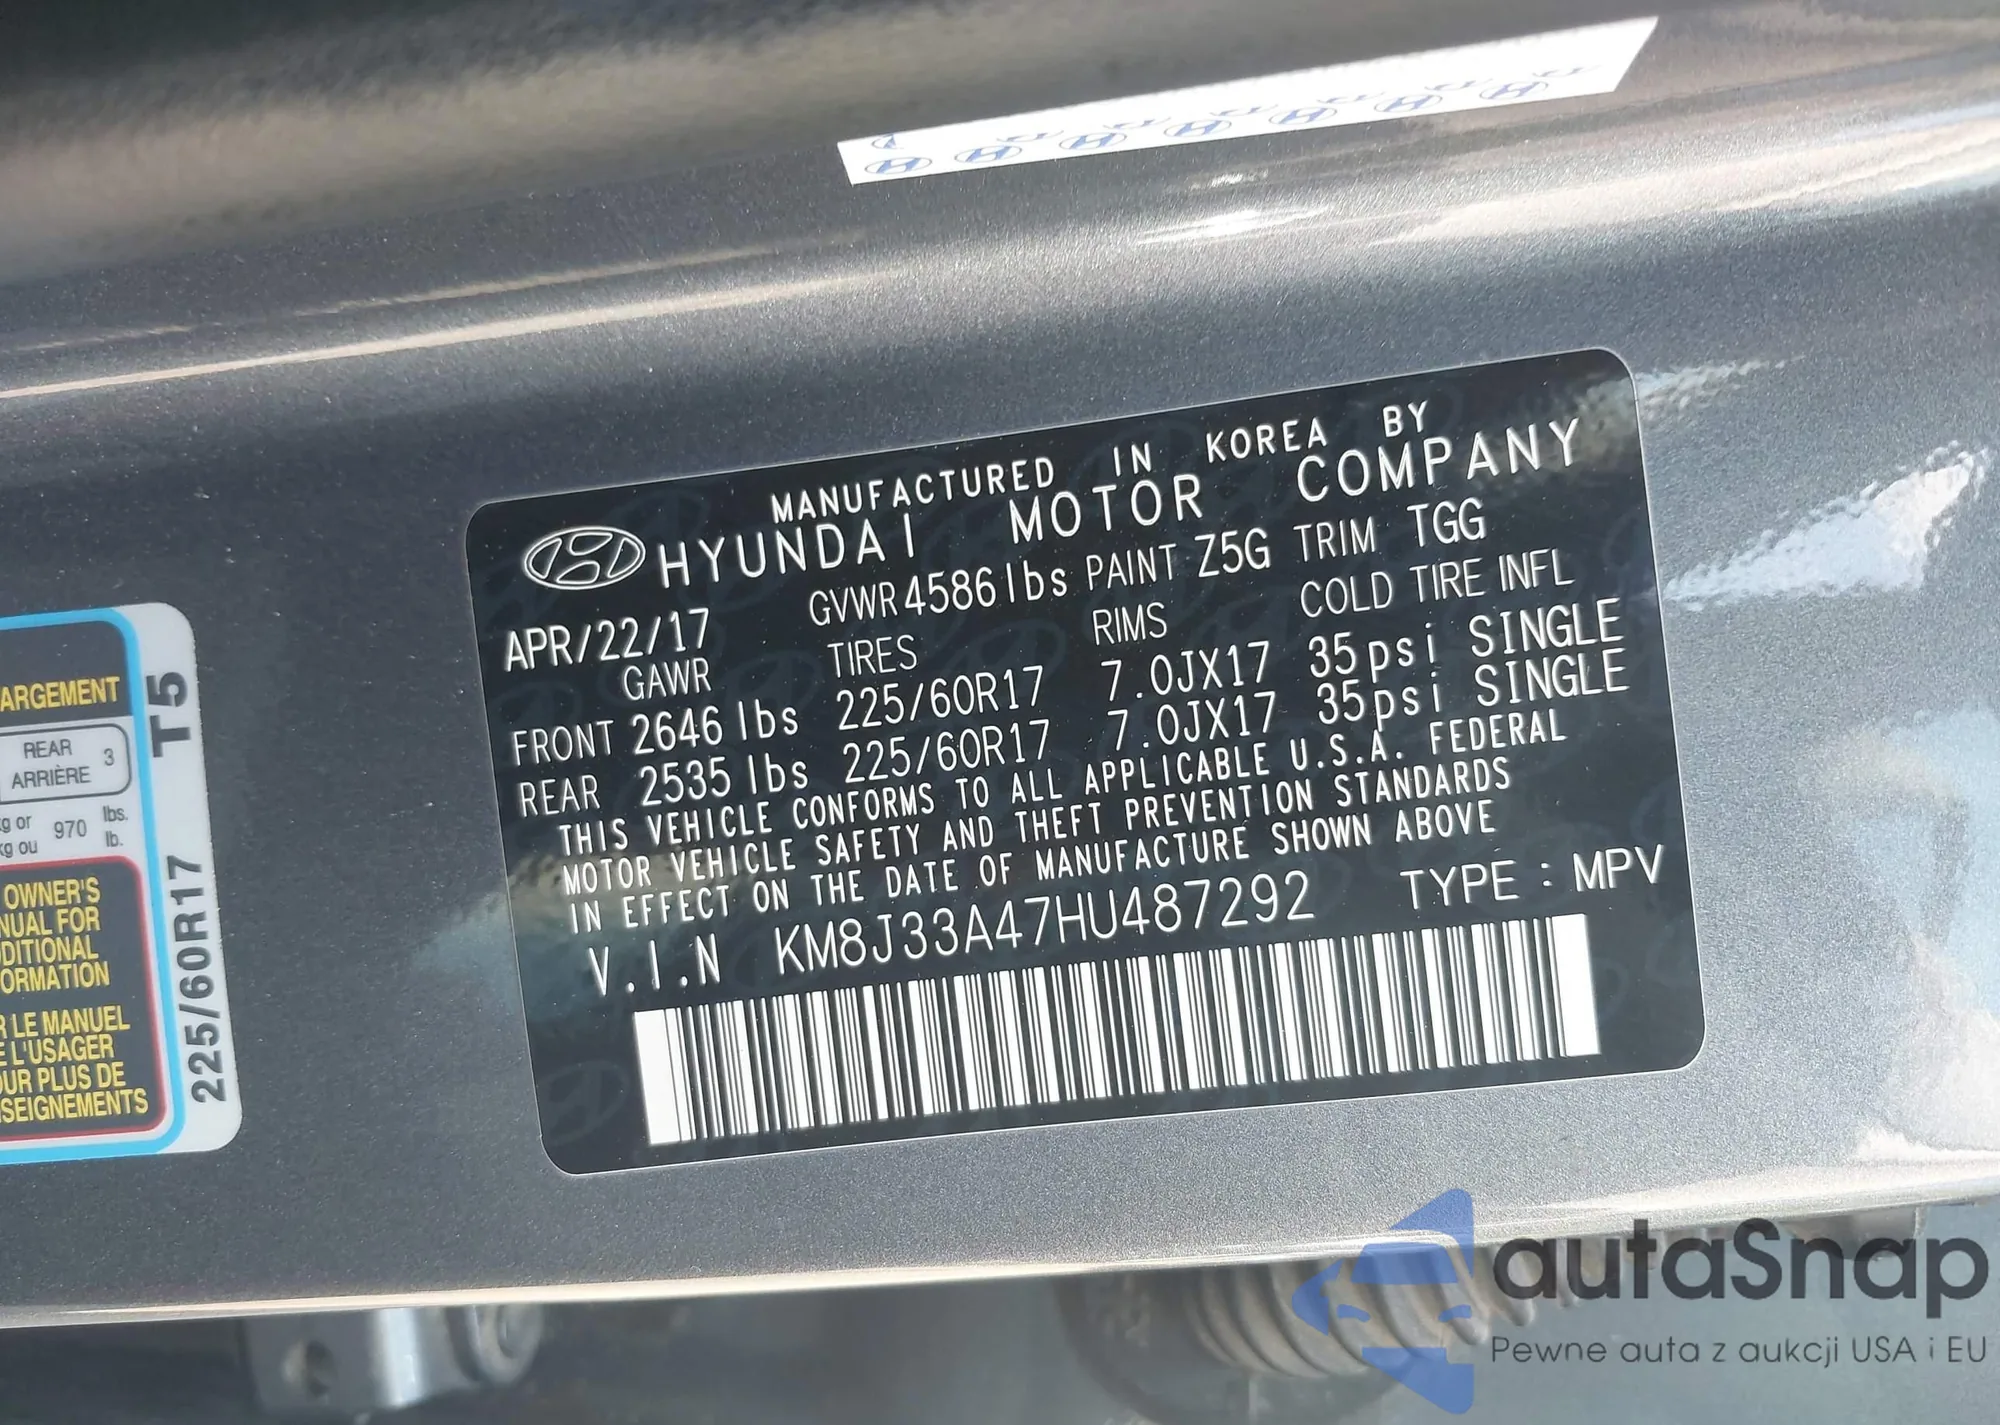 MANUFACTURED IN KOREA BY
HYUNDAI MOTOR COMPANY
APR/22/17 GVWR 4586 lbs PAINT Z5G TRIM TGG
GAWR TIRES RIMS COLD TIRE INFL
FRONT 2646 lbs 225/60R17 7.0JX17 35psi SINGLE
REAR 2535 lbs 225/60R17 7.0JX17 35psi SINGLE
THIS VEHICLE CONFORMS TO ALL APPLICABLE U.S.A. FEDERAL
MOTOR VEHICLE SAFETY AND THEFT PREVENTION STANDARDS
IN EFFECT ON THE DATE OF MANUFACTURE SHOWN ABOVE
V.I.N KM8J33A47HU487292 TYPE : MPV
ARGEMENT
REAR
ARRIÈRE 3
kg or 970 lbs.
kg ou lb.
OWNER'S
NUAL FOR
DITIONAL
ORMATION
R LE MANUEL
E L'USAGER
OUR PLUS DE
SEIGNEMENTS
T5
225/60R17
autaSnap
Pewne auta z aukcji USA i EU